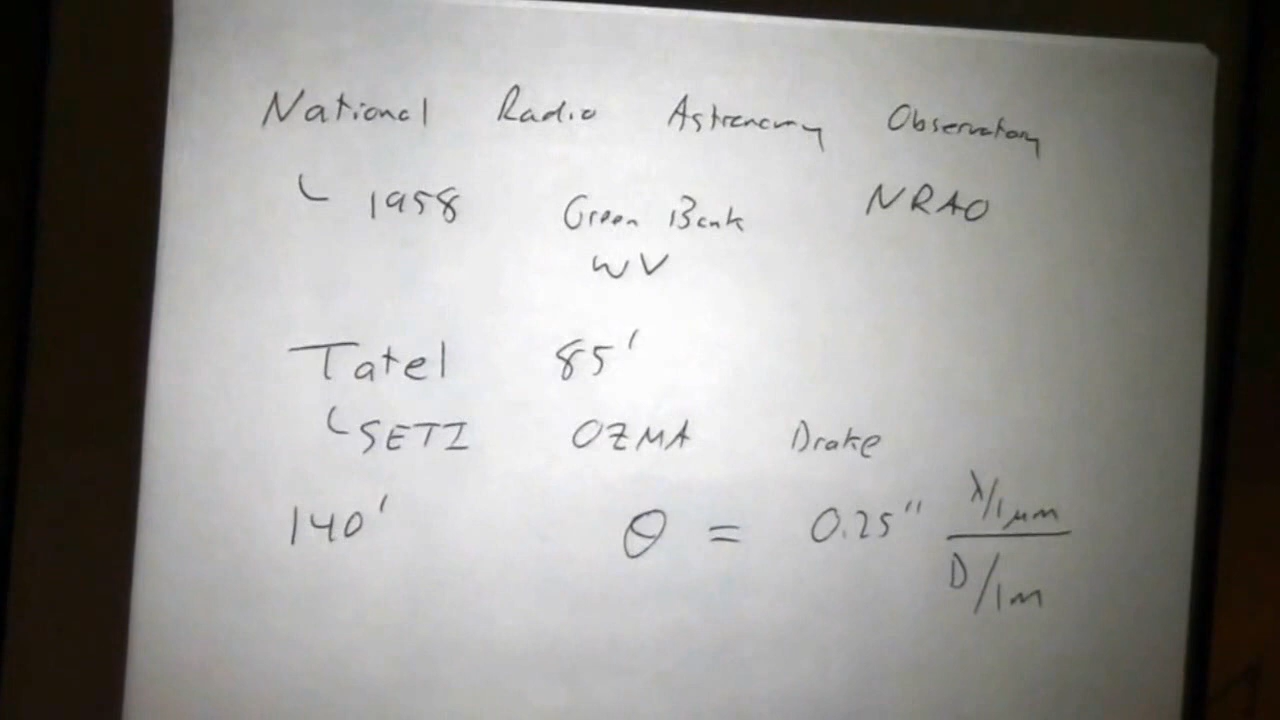 National Radio Astronomy Observatory
↳ 1958 Green Bank NRAO
WV
Tatel 85'
↳ SETI OZMA Drake
140' θ = 0.25" (λ/1μm)/(D/1m)